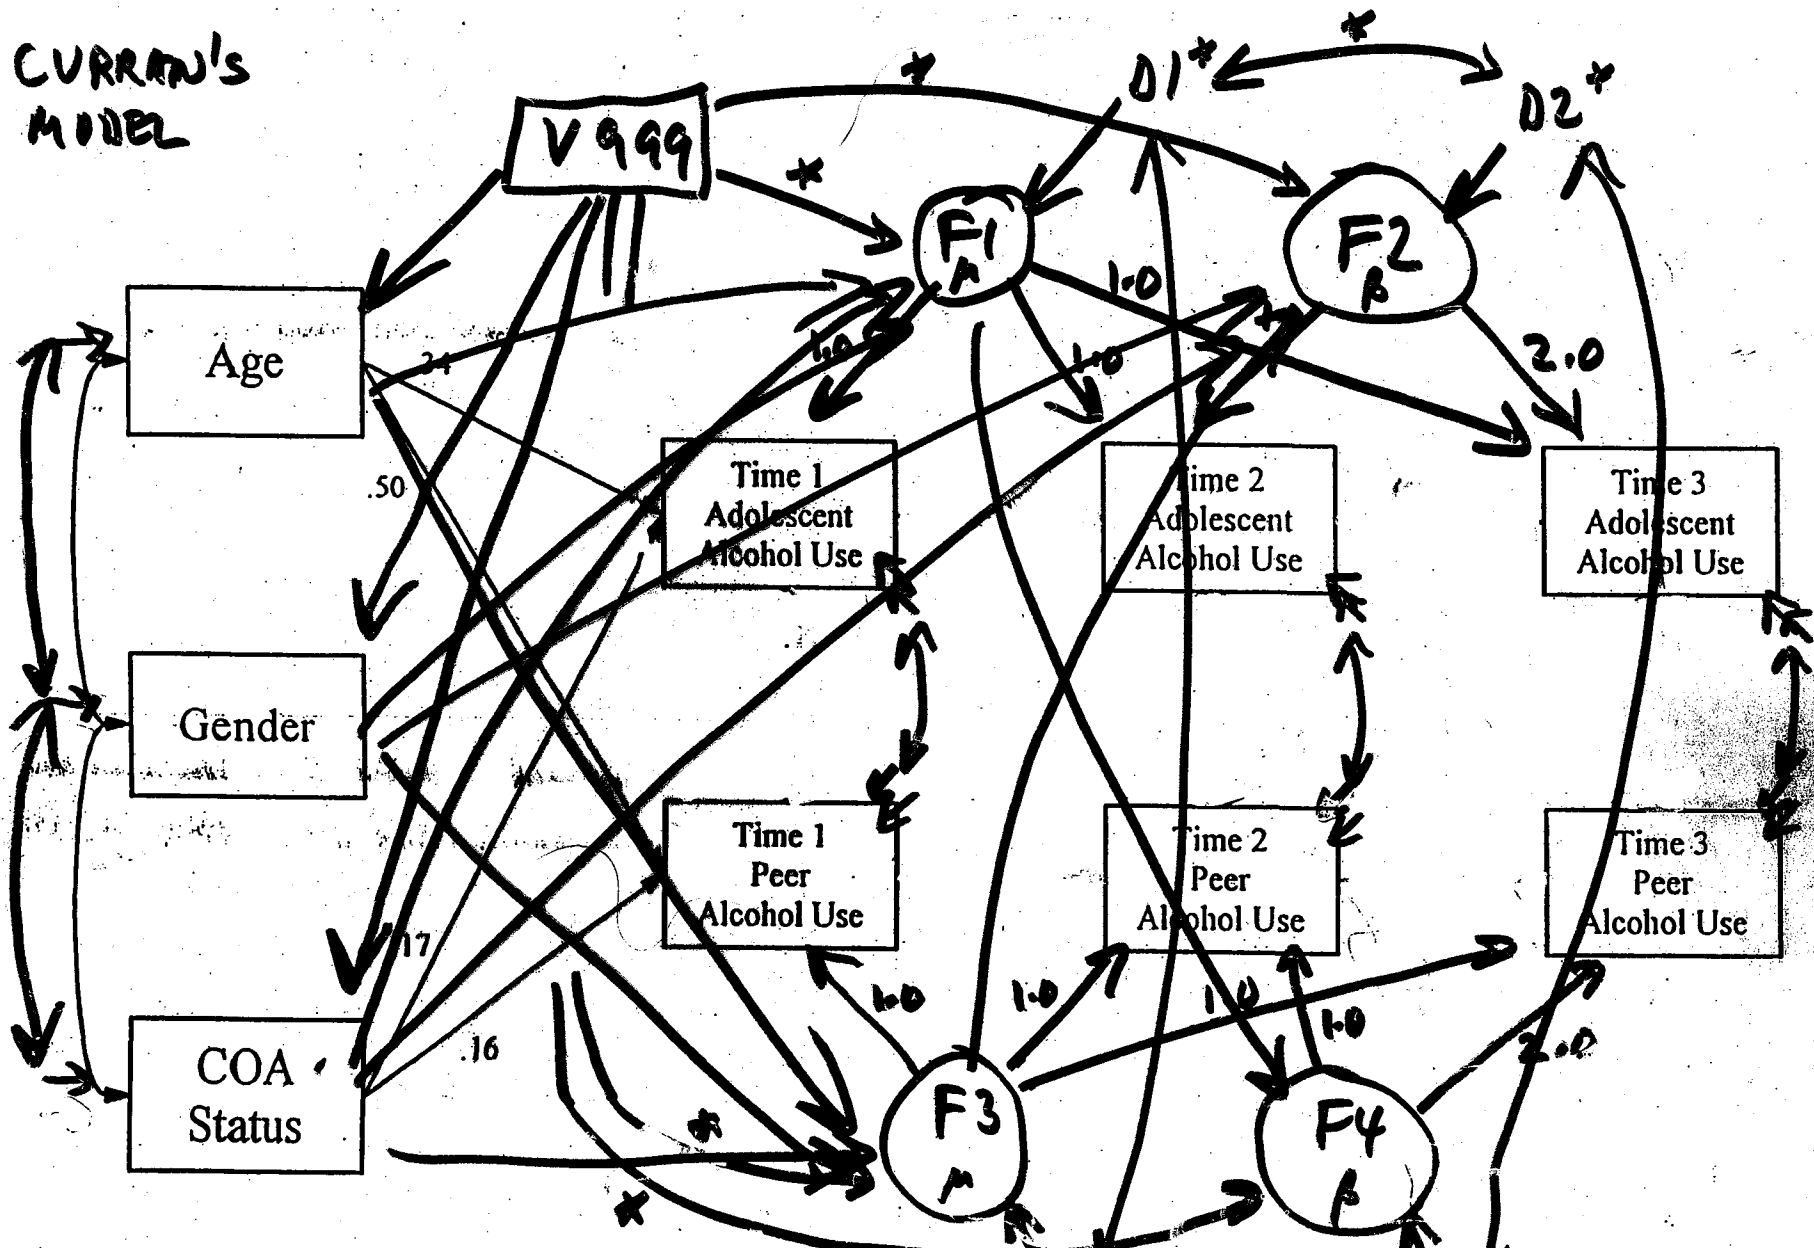 CURRAN'S
MODEL
V999
*
*
D1*
*
D2*
F1
μ
F2
β
1.0
1.0
1.0
*
2.0
Age
.24
.50
Time 1
Adolescent
Alcohol Use
Time 2
Adolescent
Alcohol Use
Time 3
Adolescent
Alcohol Use
Gender
Time 1
Peer
Alcohol Use
Time 2
Peer
Alcohol Use
Time 3
Peer
Alcohol Use
.17
COA
Status
.16
1.0
1.0
1.0
1.0
2.0
*
*
F3
μ
F4
β